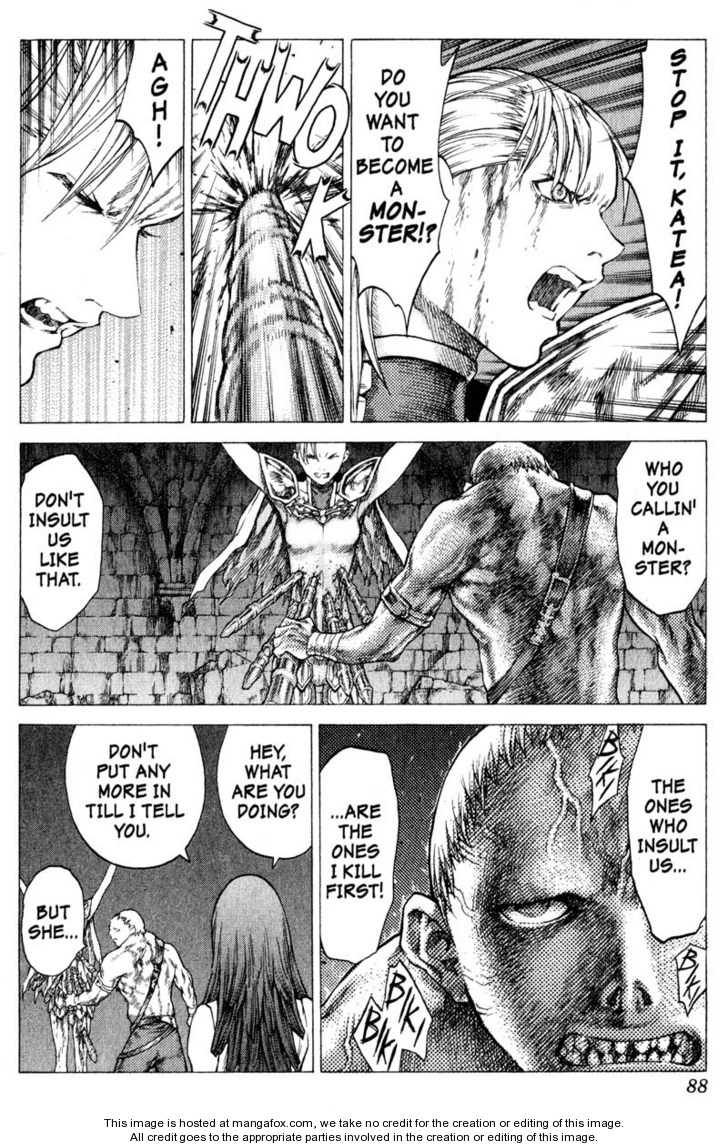 STOP IT, KATEA!
DO
YOU
WANT
TO
BECOME
A
MON-
STER!?
THWOK
AGH!
WHO
YOU
CALLIN'
A
MON-
STER?
DON'T
INSULT
US
LIKE
THAT.
THE
ONES
WHO
INSULT
US...
...ARE
THE
ONES
I KILL
FIRST!
BIKI
BIKI
BIKI
BIKI
HEY,
WHAT
ARE YOU
DOING?
DON'T
PUT ANY
MORE IN
TILL I TELL
YOU.
BUT
SHE...
88
This image is hosted at mangafox.com, we take no credit for the creation or editing of this image.
All credit goes to the appropriate parties involved in the creation or editing of this image.